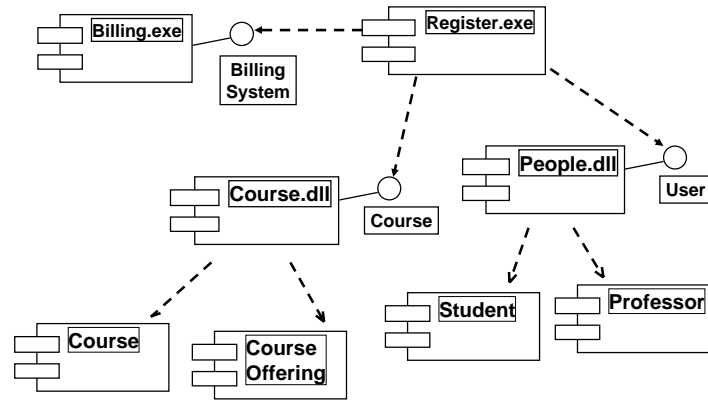 Billing.exe
Register.exe
Billing
System
People.dll
Course.dll
User
Course
Student
Professor
Course
Course
Offering